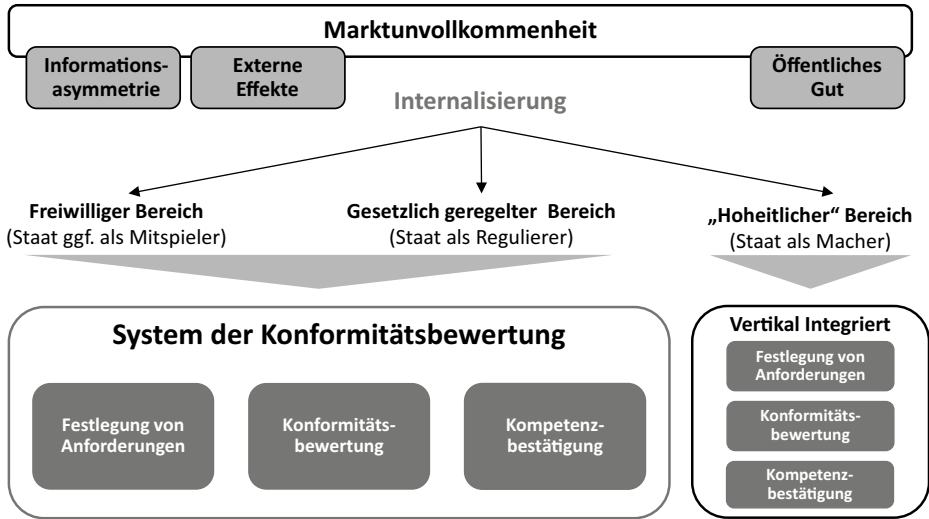 Marktunvollkommenheit
Informations-
asymmetrie
Externe
Effekte
Öffentliches
Gut
Internalisierung
Freiwilliger Bereich
(Staat ggf. als Mitspieler)
Gesetzlich geregelter Bereich
(Staat als Regulierer)
„Hoheitlicher“ Bereich
(Staat als Macher)
System der Konformitätsbewertung
Festlegung von
Anforderungen
Konformitäts-
bewertung
Kompetenz-
bestätigung
Vertikal Integriert
Festlegung von
Anforderungen
Konformitäts-
bewertung
Kompetenz-
bestätigung